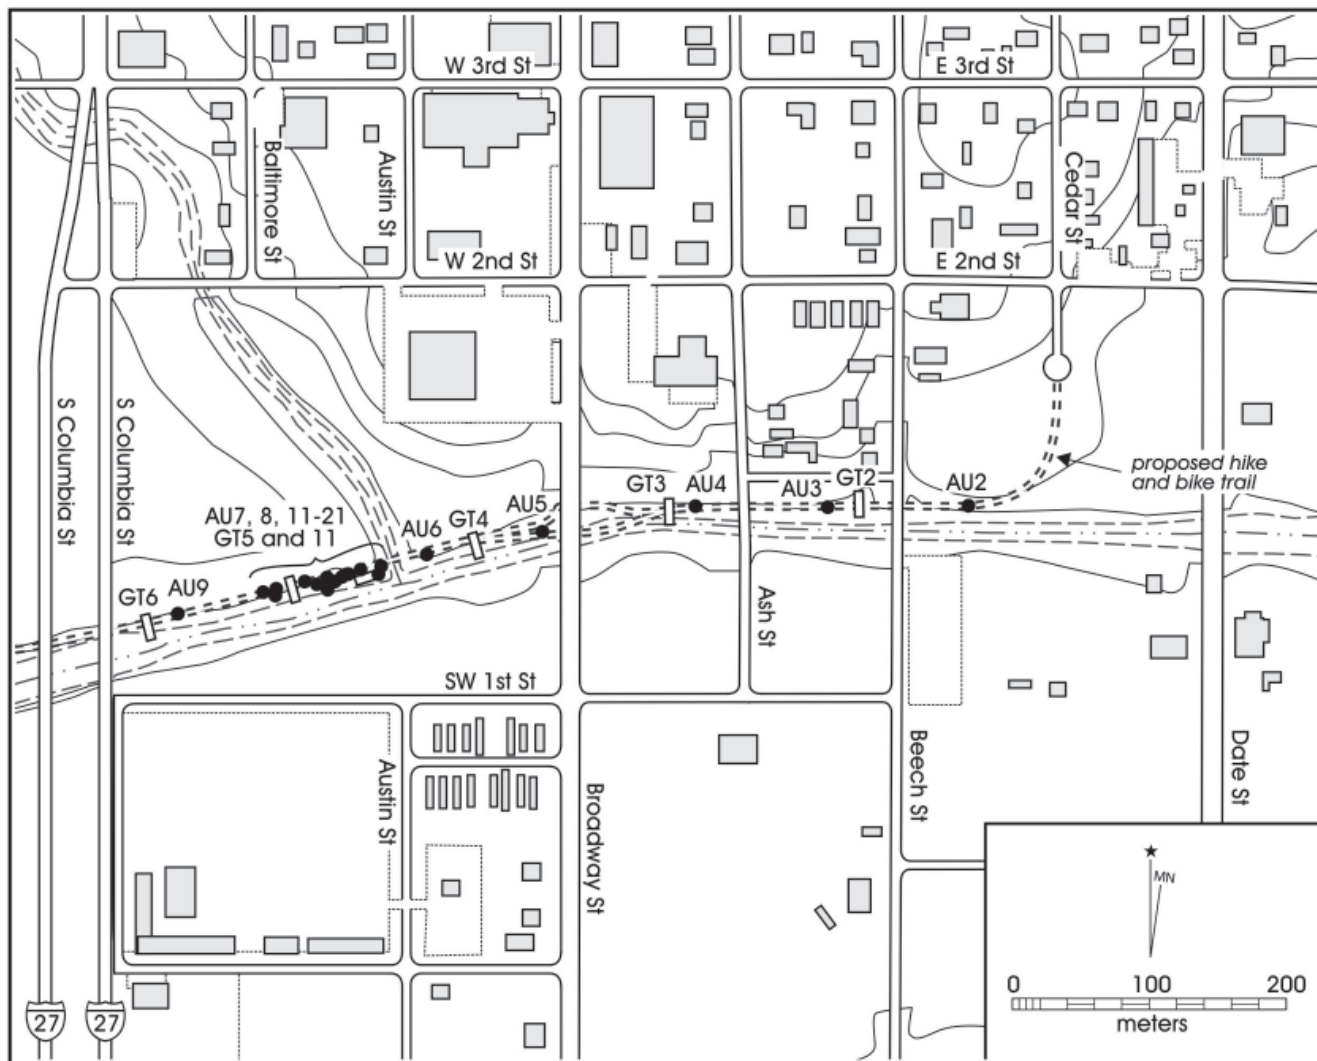 W 3rd St
E 3rd St
Baltimore St
Austin St
Cedar St
W 2nd St
E 2nd St
S Columbia St
S Columbia St
proposed hike
and bike trail
GT3
AU4
AU3
GT2
AU2
AU5
GT4
AU6
AU7, 8, 11-21
GT5 and 11
AU9
GT6
Ash St
SW 1st St
Austin St
Broadway St
Beech St
Date St
MN
0
100
200
meters
27
27